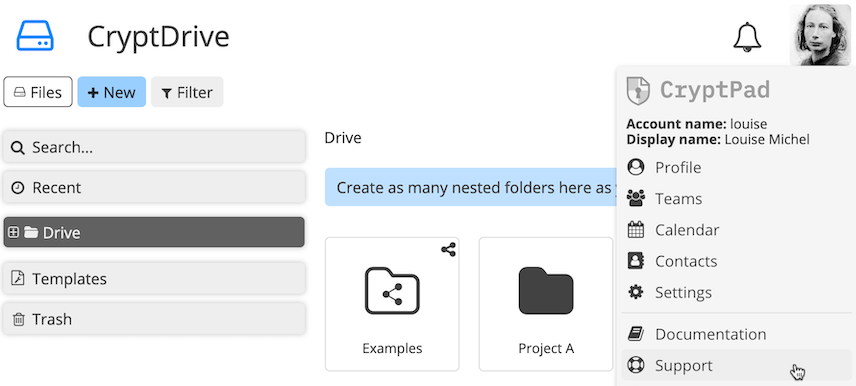 CryptDrive
Files
New
Filter
Search...
Recent
Drive
Templates
Trash
Drive
Create as many nested folders here as
Examples
Project A
CryptPad
Account name: louise
Display name: Louise Michel
Profile
Teams
Calendar
Contacts
Settings
Documentation
Support